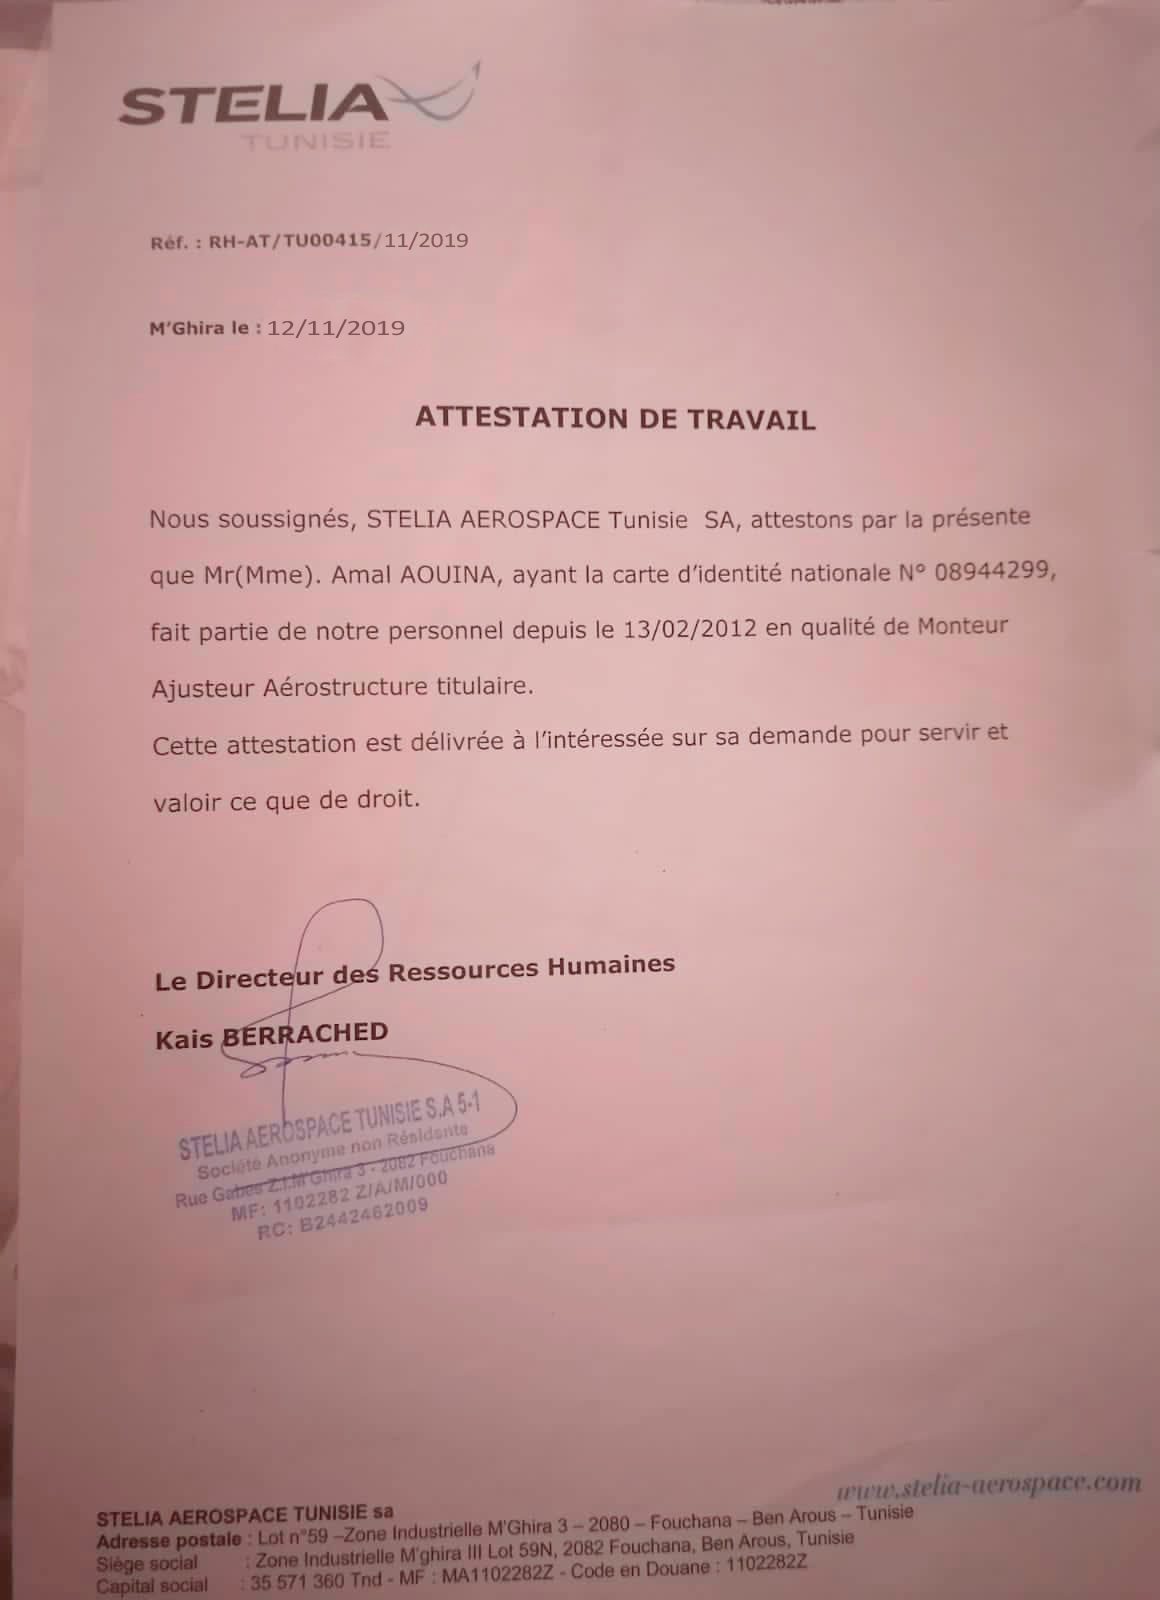 STELIA
TUNISIE
Réf. : RH-AT/TU00415/11/2019
M'Ghira le : 12/11/2019
ATTESTATION DE TRAVAIL
Nous soussignés, STELIA AEROSPACE Tunisie SA, attestons par la présente
que Mr(Mme). Amal AOUINA, ayant la carte d'identité nationale N° 08944299,
fait partie de notre personnel depuis le 13/02/2012 en qualité de Monteur
Ajusteur Aérostructure titulaire.
Cette attestation est délivrée à l'intéressée sur sa demande pour servir et
valoir ce que de droit.
Le Directeur des Ressources Humaines
Kais BERRACHED
STELIA AEROSPACE TUNISIE S.A 5-1
Société Anonyme non Résidente
Rue Gabes Z.I.M'Ghira 3 - 2082 Fouchana
MF: 1102282 Z/A/M/000
RC: B2442462009
www.stelia-aerospace.com
STELIA AEROSPACE TUNISIE sa
Adresse postale : Lot n°59 –Zone Industrielle M'Ghira 3 – 2080 – Fouchana – Ben Arous – Tunisie
Siège social : Zone Industrielle M'ghira III Lot 59N, 2082 Fouchana, Ben Arous, Tunisie
Capital social : 35 571 360 Tnd - MF : MA1102282Z - Code en Douane : 1102282Z